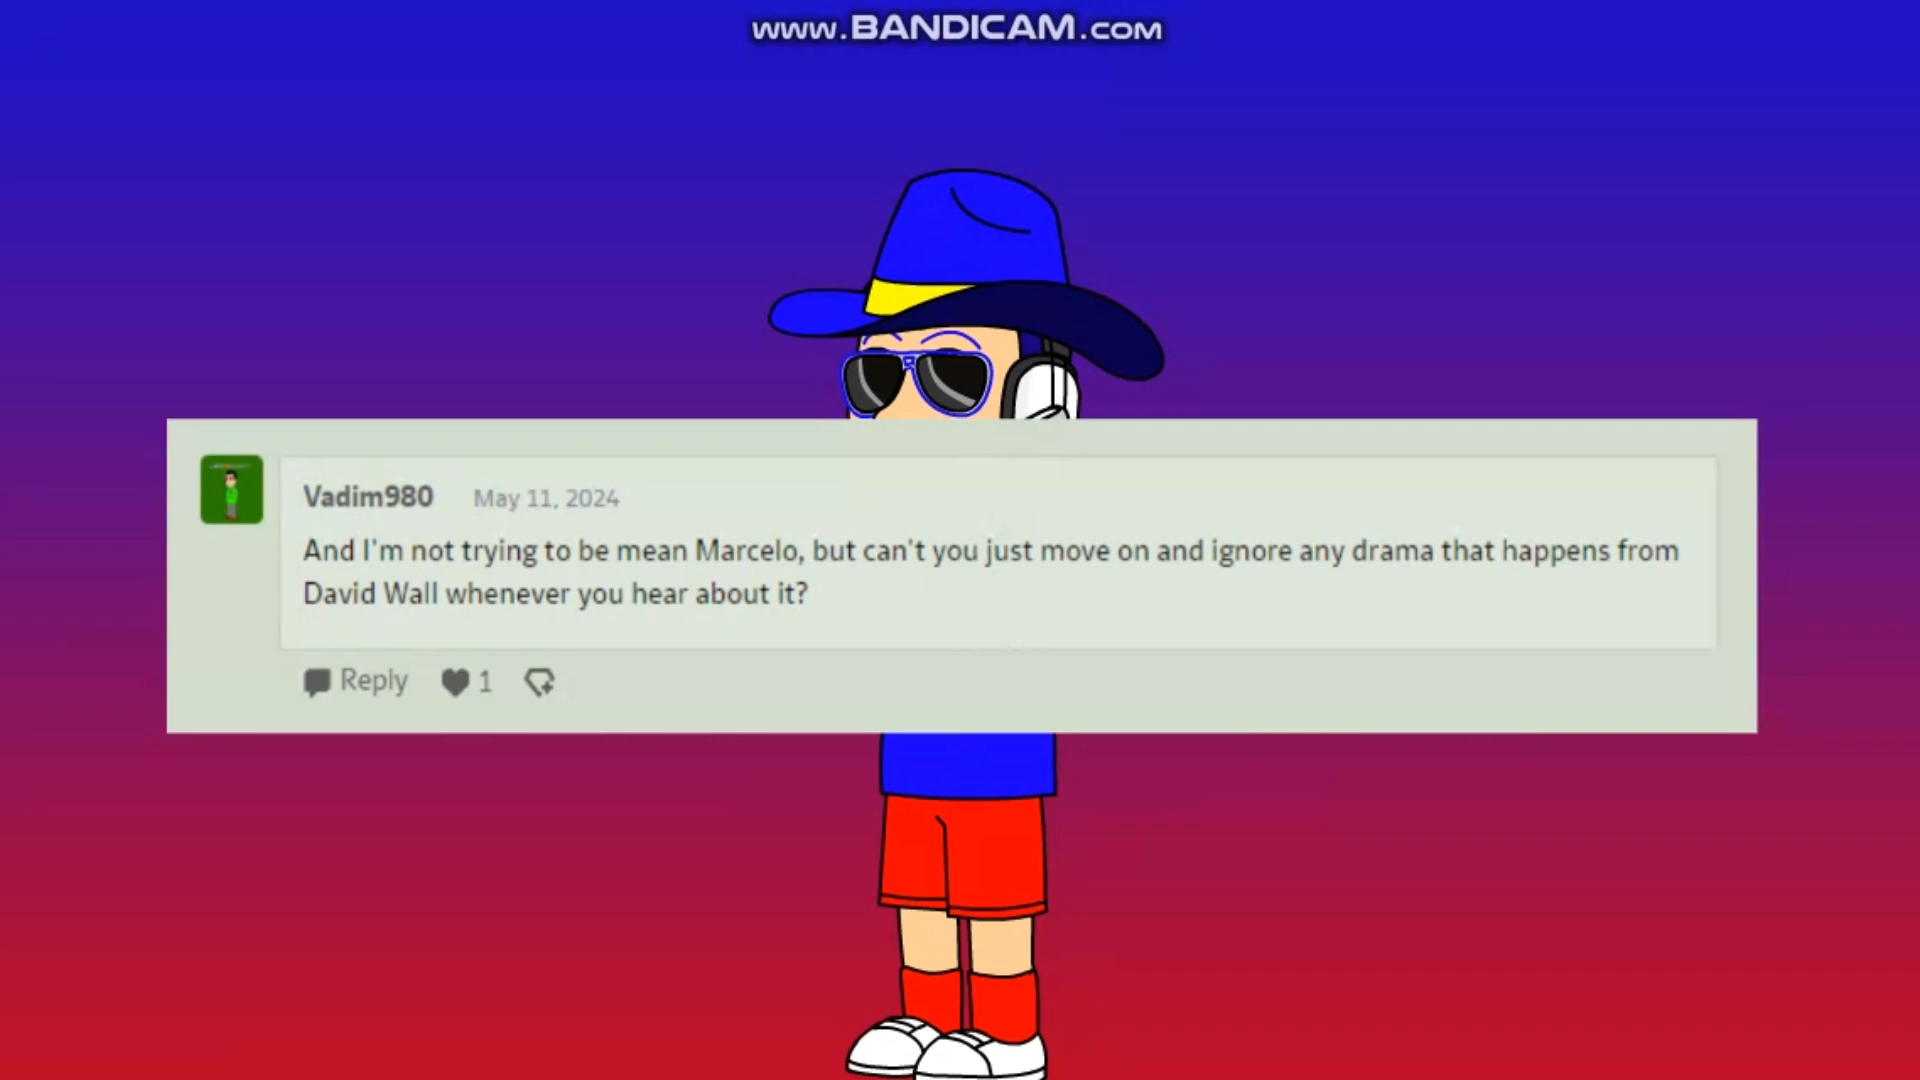 www.BANDICAM.com
Vadim980 May 11, 2024
And I'm not trying to be mean Marcelo, but can't you just move on and ignore any drama that happens from
David Wall whenever you hear about it?
Reply 1